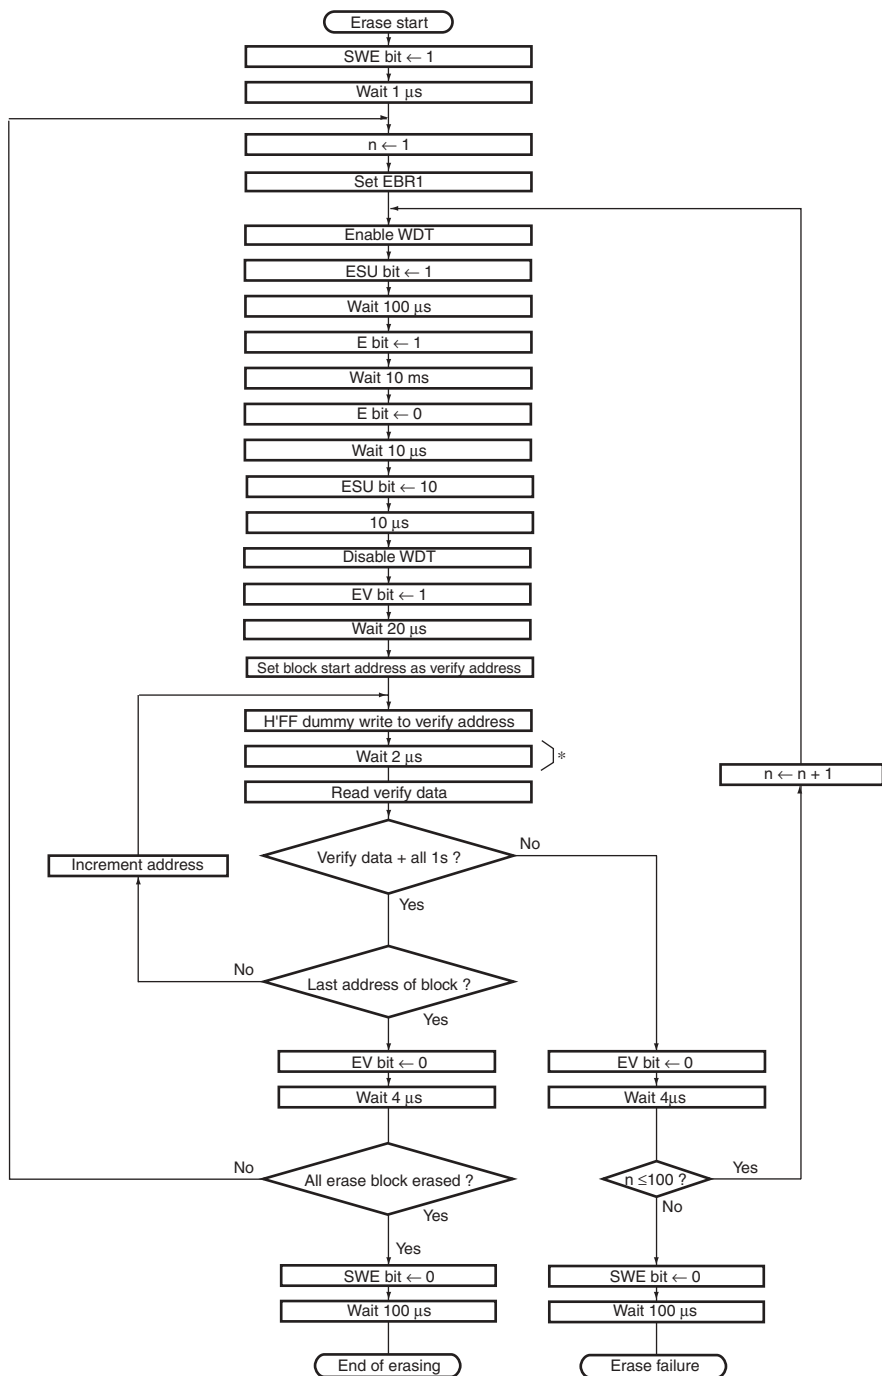 Erase start
SWE bit ← 1
Wait 1 μs
n ← 1
Set EBR1
Enable WDT
ESU bit ← 1
Wait 100 μs
E bit ← 1
Wait 10 ms
E bit ← 0
Wait 10 μs
ESU bit ← 10
10 μs
Disable WDT
EV bit ← 1
Wait 20 μs
Set block start address as verify address
H'FF dummy write to verify address
Wait 2 μs
*
n ← n + 1
Read verify data
Verify data + all 1s ?
No
Increment address
Yes
No
Last address of block ?
Yes
EV bit ← 0
EV bit ← 0
Wait 4 μs
Wait 4μs
No
All erase block erased ?
n ≤100 ?
Yes
Yes
No
Yes
SWE bit ← 0
SWE bit ← 0
Wait 100 μs
Wait 100 μs
End of erasing
Erase failure